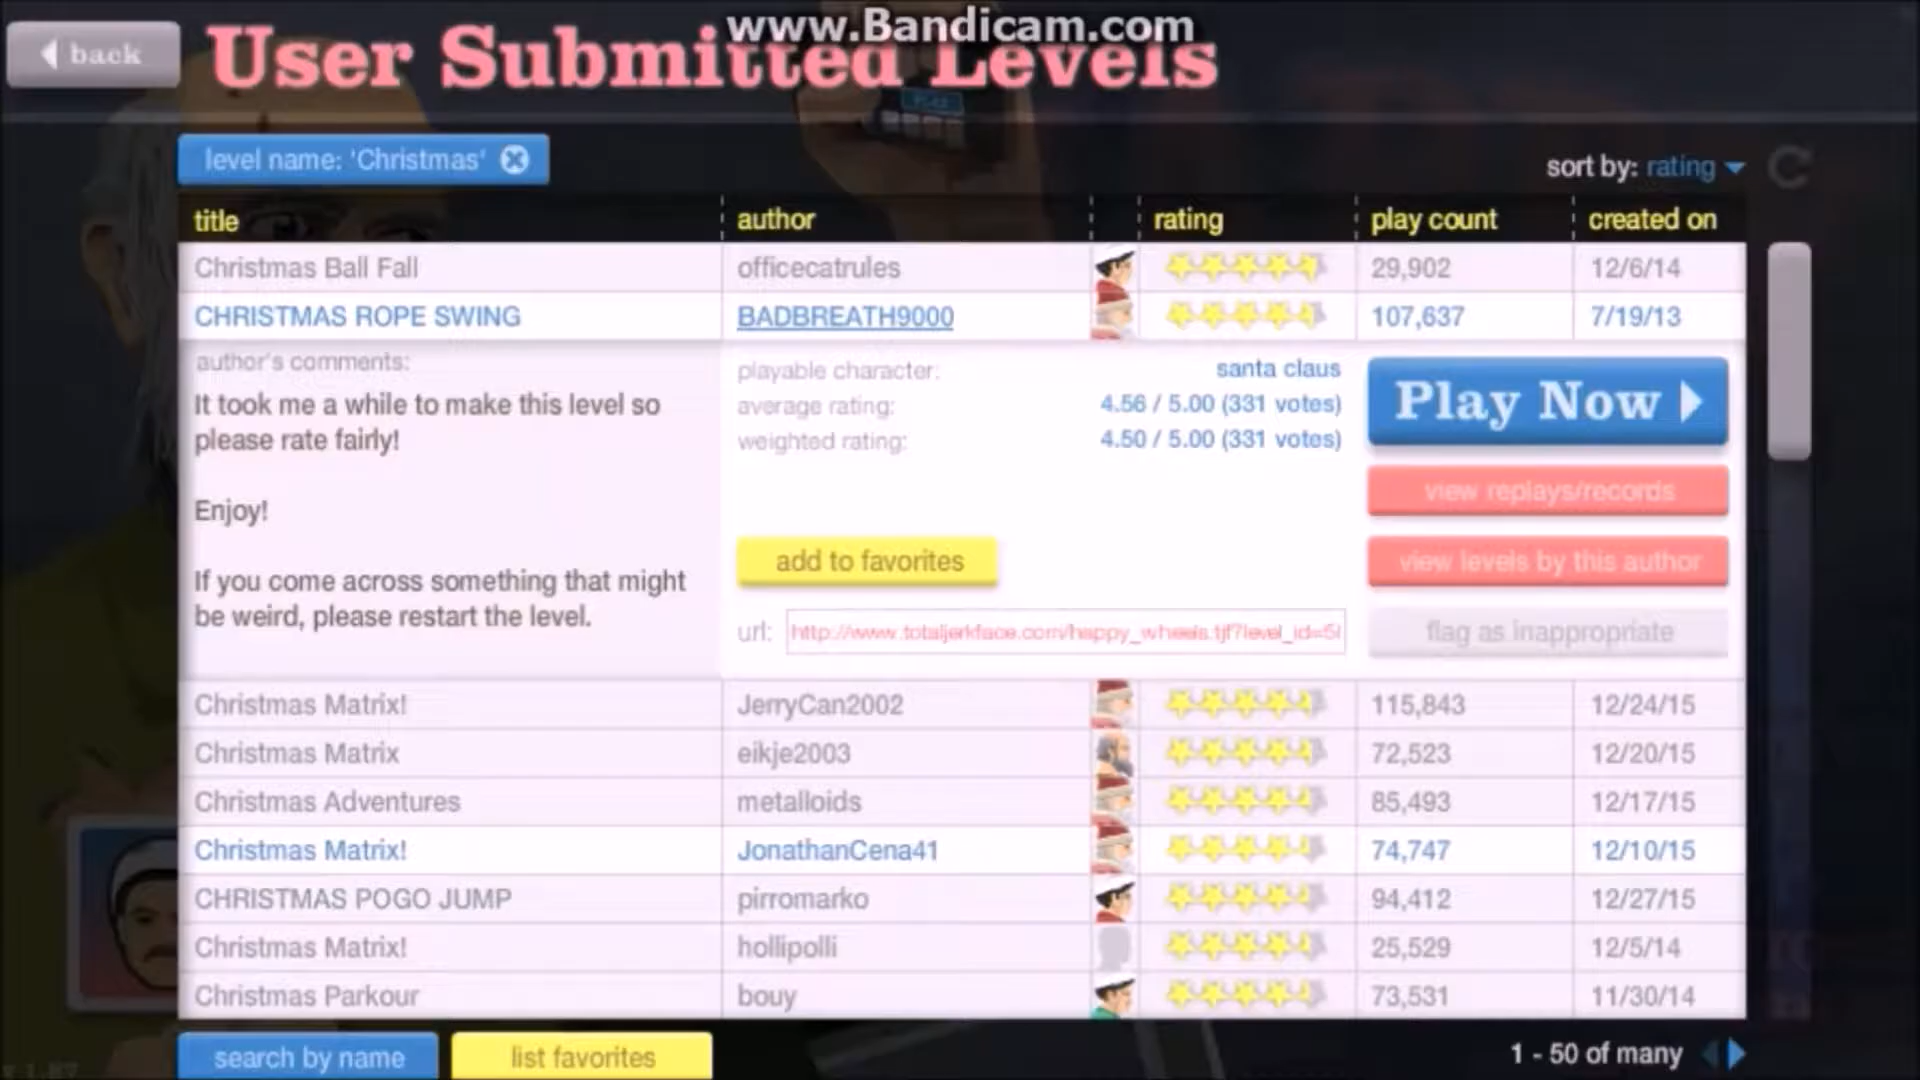 www.Bandicam.com
back
User Submitted Levels
level name: 'Christmas'
sort by: rating
title author rating play count created on
Christmas Ball Fall officecatrules 29,902 12/6/14
CHRISTMAS ROPE SWING BADBREATH9000 107,637 7/19/13
author's comments:
It took me a while to make this level so
please rate fairly!
Enjoy!
If you come across something that might
be weird, please restart the level.
playable character: santa claus
average rating: 4.56 / 5.00 (331 votes)
weighted rating: 4.50 / 5.00 (331 votes)
add to favorites
url: http://www.totaljerkface.com/happy_wheels.tjf?level_id=5
Play Now
view replays/records
view levels by this author
flag as inappropriate
Christmas Matrix! JerryCan2002 115,843 12/24/15
Christmas Matrix eikje2003 72,523 12/20/15
Christmas Adventures metalloids 85,493 12/17/15
Christmas Matrix! JonathanCena41 74,747 12/10/15
CHRISTMAS POGO JUMP pirromarko 94,412 12/27/15
Christmas Matrix! hollipolli 25,529 12/5/14
Christmas Parkour bouy 73,531 11/30/14
search by name
list favorites
1 - 50 of many